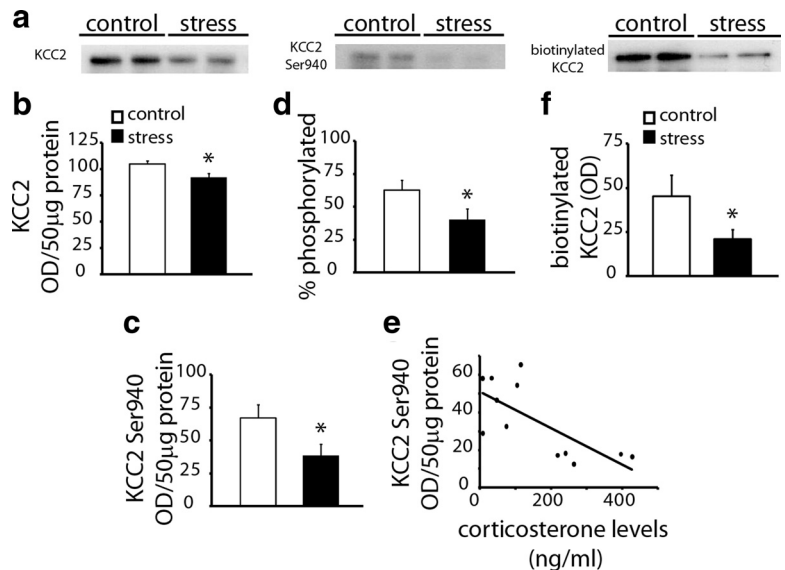 a
control stress
KCC2
control stress
KCC2
Ser940
control stress
biotinylated
KCC2
b
control
stress
KCC2
OD/50µg protein
125
100
75
50
25
0
*
d
% phosphorylated
100
75
50
25
0
*
f
control
stress
biotinylated
KCC2 (OD)
75
50
25
0
*
c
KCC2 Ser940
OD/50µg protein
100
75
50
25
0
*
e
KCC2 Ser940
OD/50µg protein
60
40
20
0
0
200
400
corticosterone levels
(ng/ml)